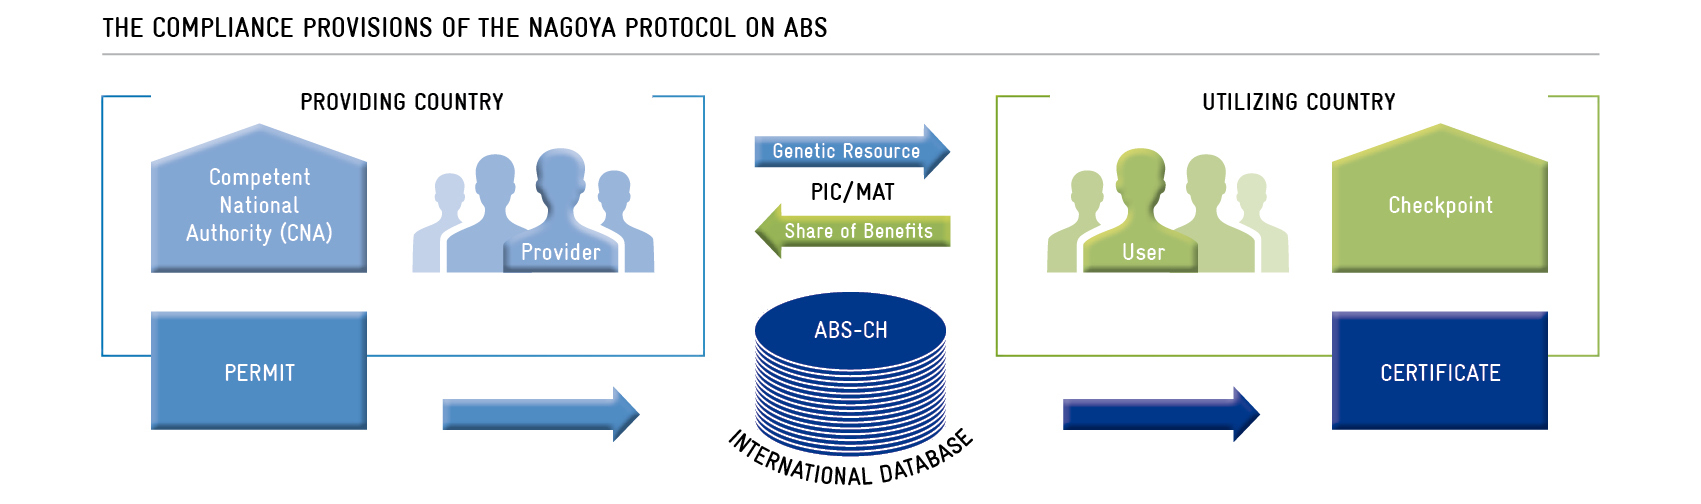 THE COMPLIANCE PROVISIONS OF THE NAGOYA PROTOCOL ON ABS
PROVIDING COUNTRY
Competent
National
Authority (CNA)
Provider
PERMIT
Genetic Resource
PIC/MAT
Share of Benefits
ABS-CH
INTERNATIONAL DATABASE
UTILIZING COUNTRY
User
Checkpoint
CERTIFICATE